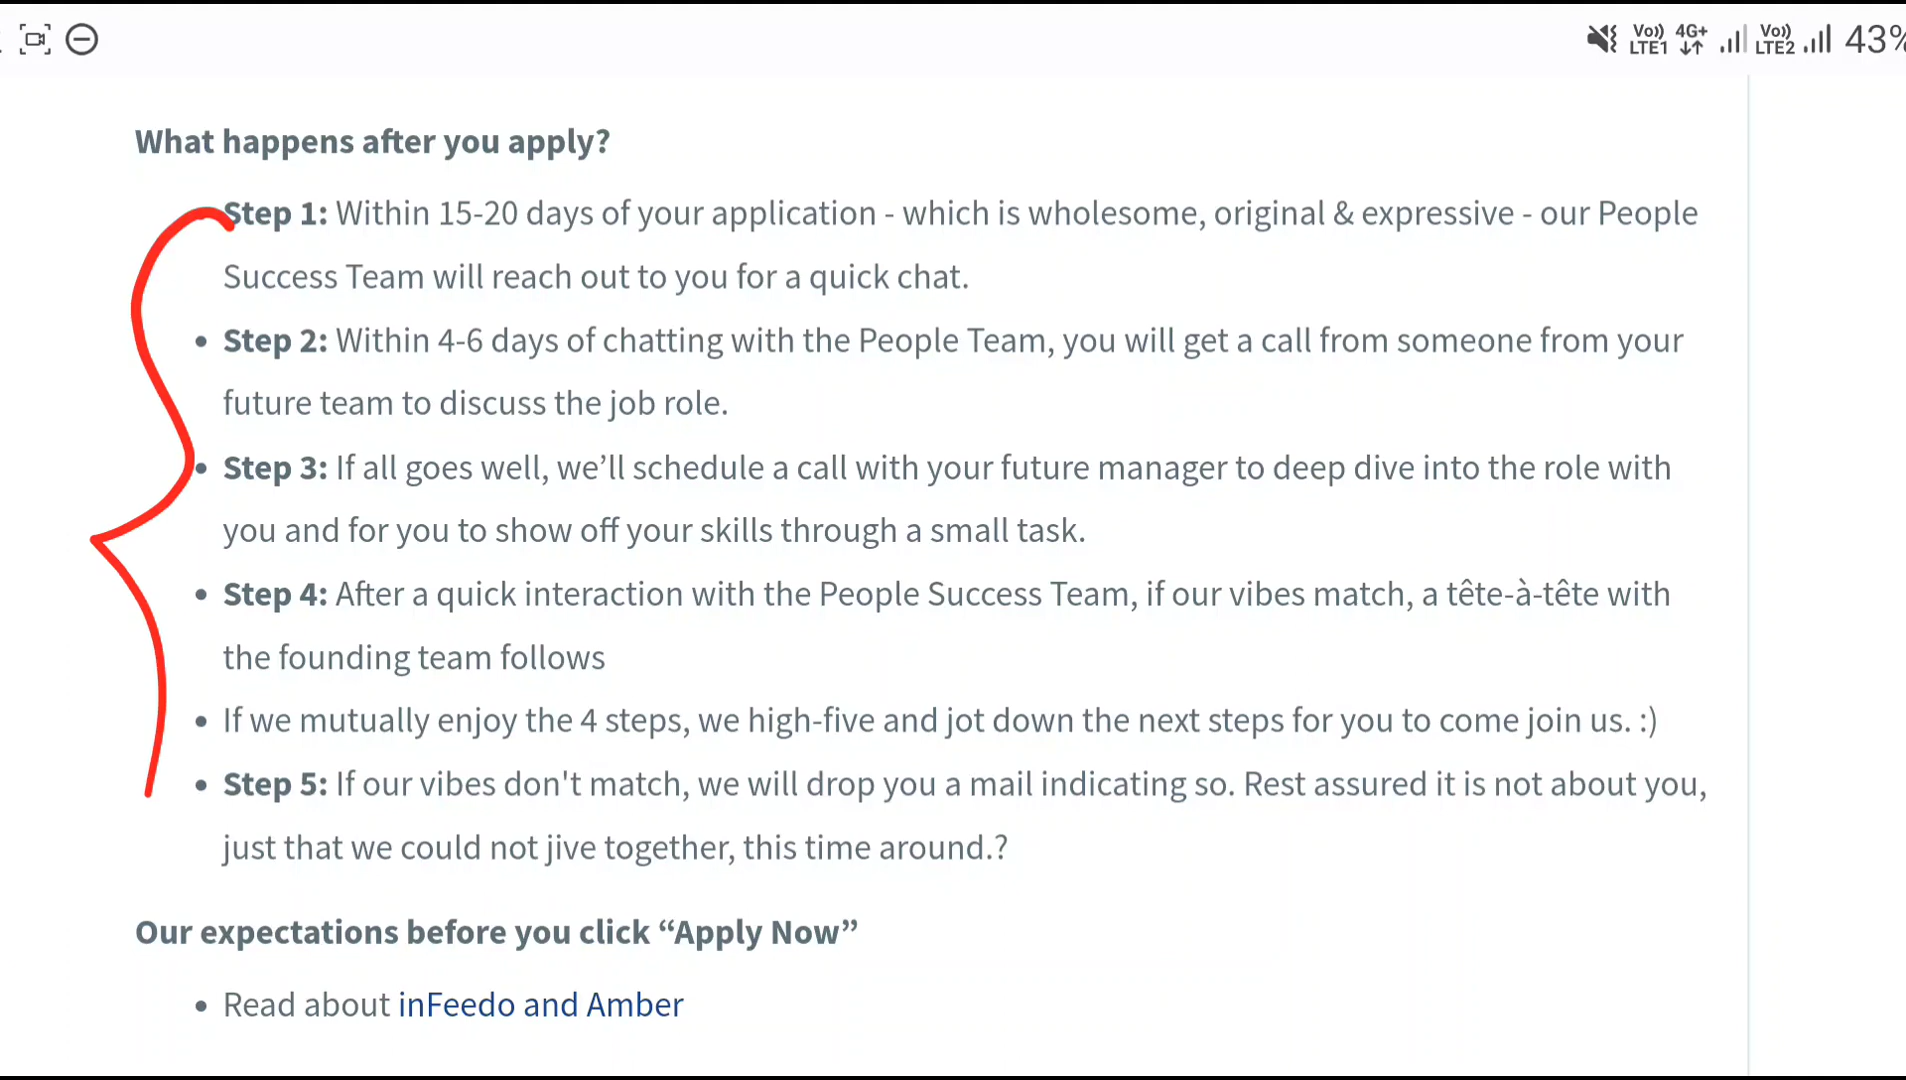 Vo)) LTE1 4G+ Vo)) LTE2 43%
What happens after you apply?
Step 1: Within 15-20 days of your application - which is wholesome, original & expressive - our People
Success Team will reach out to you for a quick chat.
• Step 2: Within 4-6 days of chatting with the People Team, you will get a call from someone from your
future team to discuss the job role.
• Step 3: If all goes well, we’ll schedule a call with your future manager to deep dive into the role with
you and for you to show off your skills through a small task.
• Step 4: After a quick interaction with the People Success Team, if our vibes match, a tête-à-tête with
the founding team follows
• If we mutually enjoy the 4 steps, we high-five and jot down the next steps for you to come join us. :)
• Step 5: If our vibes don't match, we will drop you a mail indicating so. Rest assured it is not about you,
just that we could not jive together, this time around.?
Our expectations before you click “Apply Now”
• Read about inFeedo and Amber